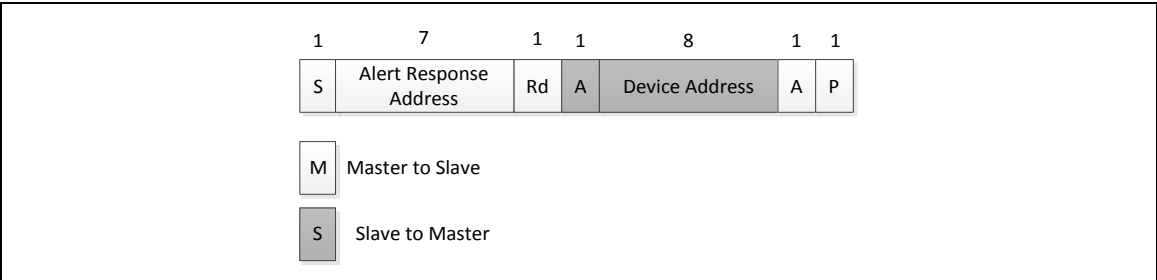 1 7 1 1 8 1 1
S Alert Response Address Rd A Device Address A P
M Master to Slave
S Slave to Master